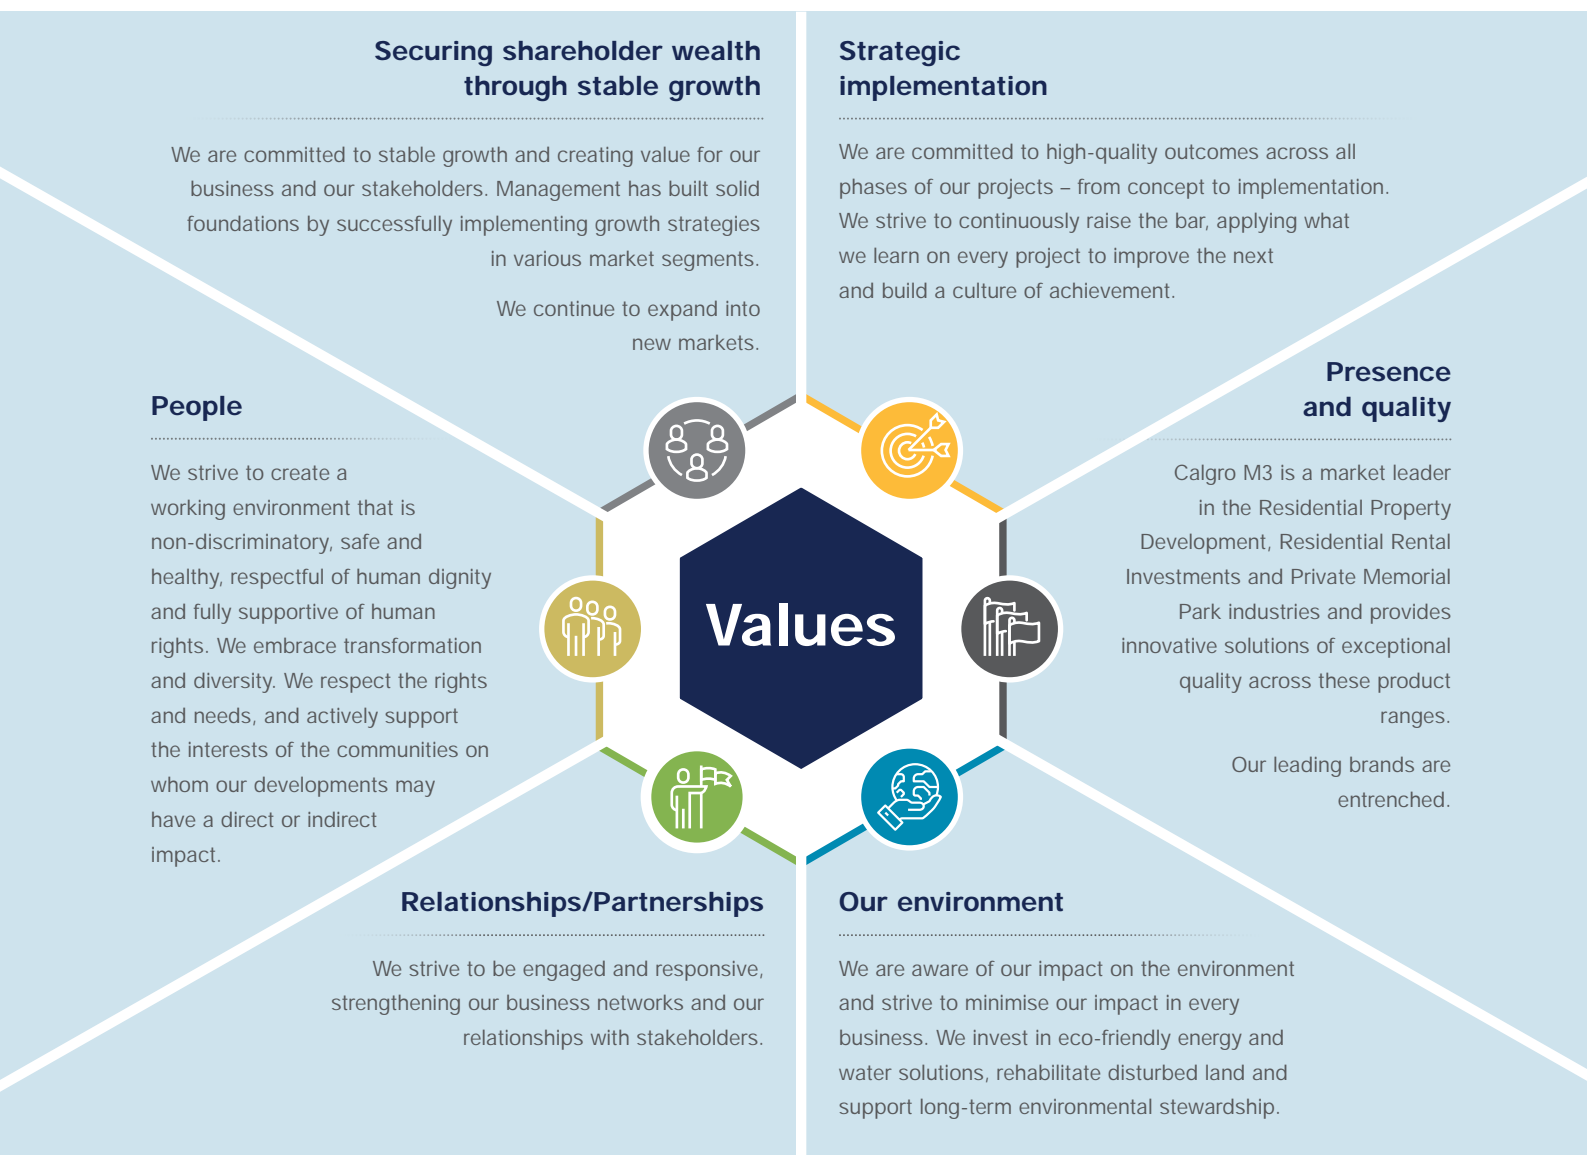 Securing shareholder wealth
through stable growth
We are committed to stable growth and creating value for our
business and our stakeholders. Management has built solid
foundations by successfully implementing growth strategies
in various market segments.
We continue to expand into
new markets.
Strategic
implementation
We are committed to high-quality outcomes across all
phases of our projects – from concept to implementation.
We strive to continuously raise the bar, applying what
we learn on every project to improve the next
and build a culture of achievement.
People
We strive to create a
working environment that is
non-discriminatory, safe and
healthy, respectful of human dignity
and fully supportive of human
rights. We embrace transformation
and diversity. We respect the rights
and needs, and actively support
the interests of the communities on
whom our developments may
have a direct or indirect
impact.
Values
Presence
and quality
Calgro M3 is a market leader
in the Residential Property
Development, Residential Rental
Investments and Private Memorial
Park industries and provides
innovative solutions of exceptional
quality across these product
ranges.
Our leading brands are
entrenched.
Relationships/Partnerships
We strive to be engaged and responsive,
strengthening our business networks and our
relationships with stakeholders.
Our environment
We are aware of our impact on the environment
and strive to minimise our impact in every
business. We invest in eco-friendly energy and
water solutions, rehabilitate disturbed land and
support long-term environmental stewardship.